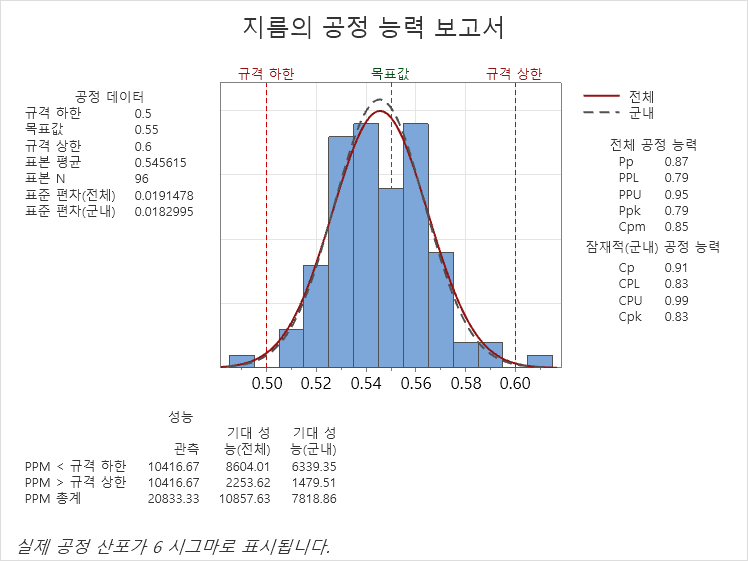 지름의 공정 능력 보고서
규격 하한 목표값 규격 상한
공정 데이터
규격 하한 0.5
목표값 0.55
규격 상한 0.6
표본 평균 0.545615
표본 N 96
표준 편차(전체) 0.0191478
표준 편차(군내) 0.0182995
전체
군내
전체 공정 능력
Pp 0.87
PPL 0.79
PPU 0.95
Ppk 0.79
Cpm 0.85
잠재적(군내) 공정 능력
Cp 0.91
CPL 0.83
CPU 0.99
Cpk 0.83
0.50 0.52 0.54 0.56 0.58 0.60
성능
기대 성 기대 성
관측 능(전체) 능(군내)
PPM < 규격 하한 10416.67 8604.01 6339.35
PPM > 규격 상한 10416.67 2253.62 1479.51
PPM 총계 20833.33 10857.63 7818.86
실제 공정 산포가 6 시그마로 표시됩니다.